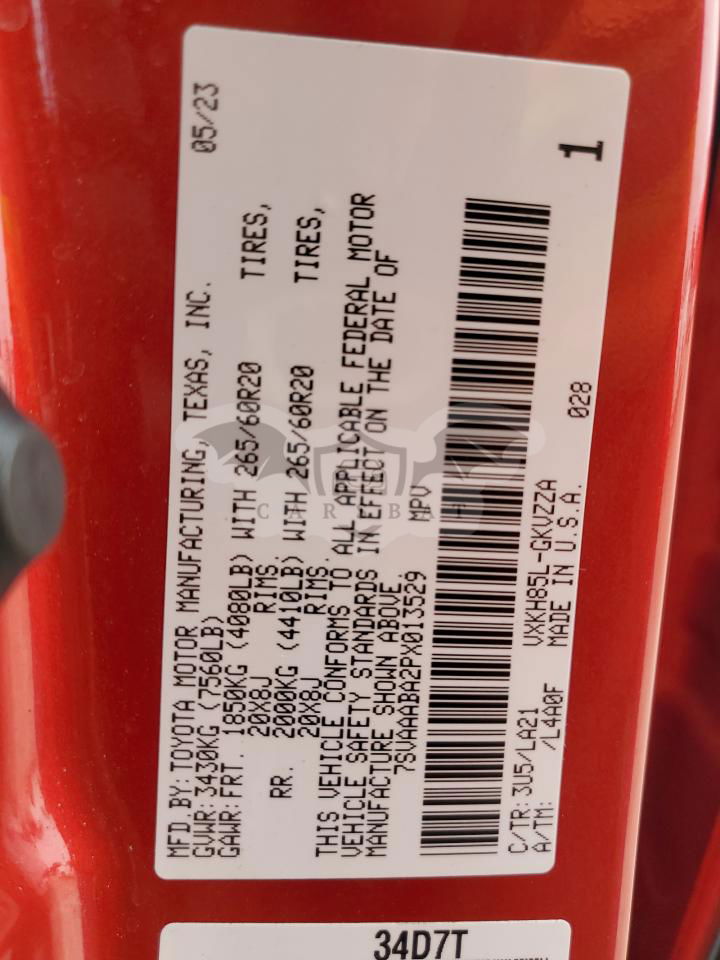 MFD.BY: TOYOTA MOTOR MANUFACTURING, TEXAS, INC. 05/23
GVWR: 3430KG (7560LB)
GAWR: FRT. 1850KG (4080LB) WITH 265/60R20 TIRES,
20X8J RIMS.
RR. 2000KG (4410LB) WITH 265/60R20 TIRES,
20X8J RIMS.
THIS VEHICLE CONFORMS TO ALL APPLICABLE FEDERAL MOTOR
VEHICLE SAFETY STANDARDS IN EFFECT ON THE DATE OF
MANUFACTURE SHOWN ABOVE.
7SVAAABA2PX013529 MPV
C/TR: 3U5/LA21 VXKH85L-GKVZZA 028
A/TM: /L4A0F MADE IN U.S.A.
1
CAR BAT
34D7T